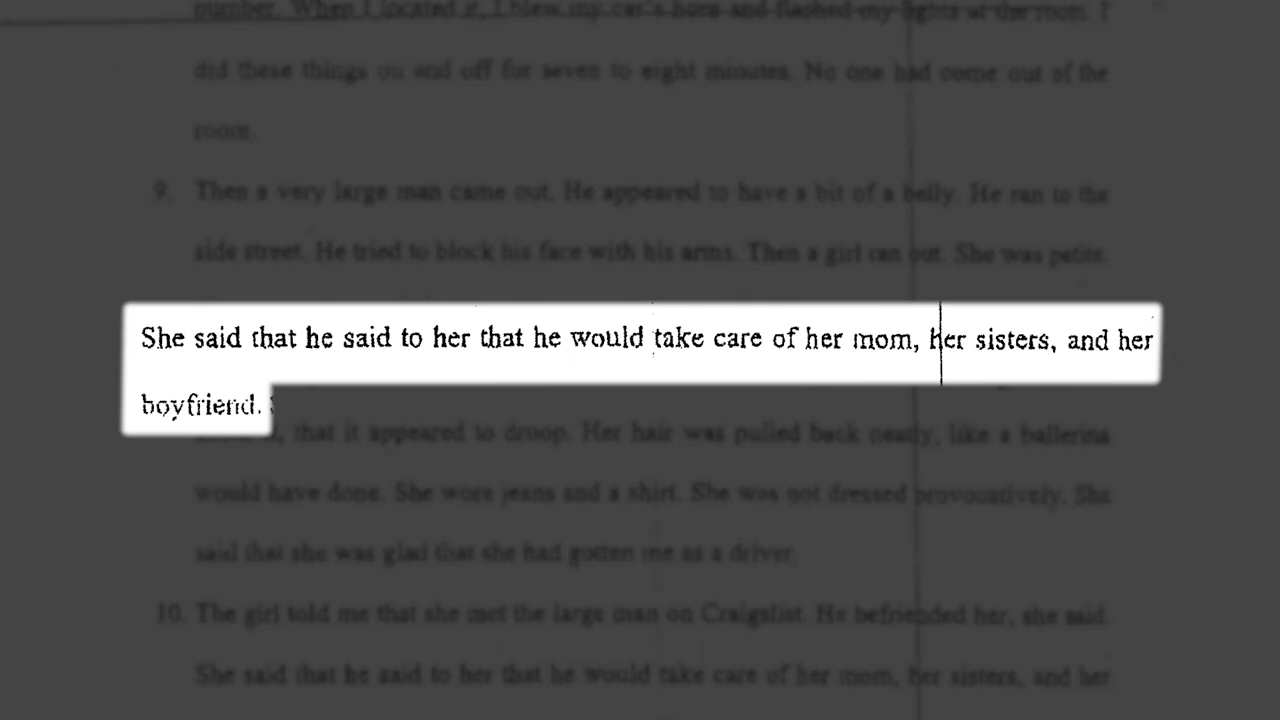 number. When I located it, I blew my car's horn and flashed my lights at the room. I
did these things on and off for seven to eight minutes. No one had come out of the
room.
9. Then a very large man came out. He appeared to have a bit of a belly. He ran to the
side street. He tried to block his face with his arms. Then a girl ran out. She was petite.
She said that he said to her that he would take care of her mom, her sisters, and her
boyfriend.
that it appeared to droop. Her hair was pulled back neatly, like a ballerina
would have done. She wore jeans and a shirt. She was not dressed provocatively. She
said that she was glad that she had gotten me as a driver.
10. The girl told me that she met the large man on Craigslist. He befriended her, she said.
She said that he said to her that he would take care of her mom, her sisters, and her